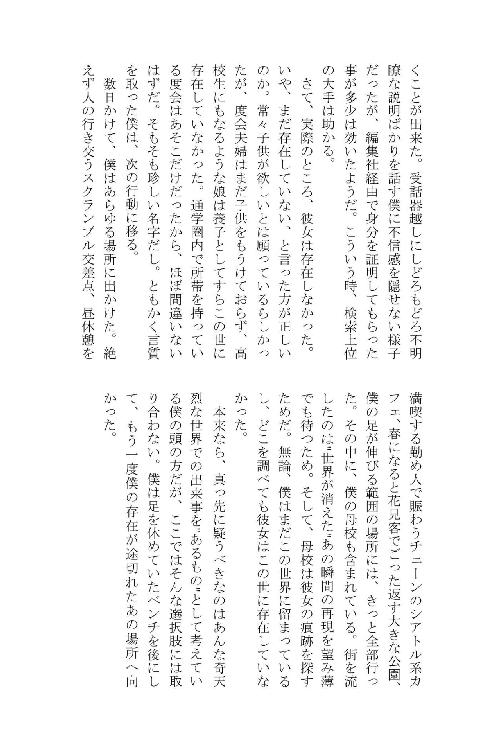 くことが出来た。受話器越しにしどろもどろ不明
瞭な説明ばかりを話す僕に不信感を隠せない様子
だったが、編集社経由で身分を証明してもらった
事が多少は効いたようだ。こういう時、検索上位
の大手は助かる。
さて、実際のところ、彼女は存在しなかった。
いや、まだ存在していない、と言った方が正しい
のか。常々子供が欲しいとは願っているらしかっ
たが、度会夫婦はまだ子供をもうけておらず、高
校生にもなるような娘は養子としてすらこの世に
存在していなかった。通学圏内で所帯を持ってい
る度会はあそこだけだったから、ほぼ間違いない
はずだ。そもそも珍しい名字だし。ともかく言質
を取った僕は、次の行動に移る。
数日かけて、僕はあらゆる場所に出かけた。絶
えず人の行き交うスクランブル交差点、昼休憩を
満喫する勤め人で賑わうチェーンのシアトル系カ
フェ、春になると花見客でごった返す大きな公園、
僕の足が伸びる範囲の場所には、きっと全部行っ
た。その中に、僕の母校も含まれている。街を流
したのは”世界が消えた”あの瞬間の再現を望み薄
でも待つため。そして、母校は彼女の痕跡を探す
ためだ。無論、僕はまだこの世界に留まっている
し、どこを調べても彼女はこの世に存在していな
かった。
本来なら、真っ先に疑うべきなのはあんな奇天
烈な世界での出来事を”あるもの”として考えてい
る僕の頭の方だが、ここではそんな選択肢には取
り合わない。僕は足を休めていたベンチを後にし
て、もう一度僕の存在が途切れたあの場所へ向
かった。